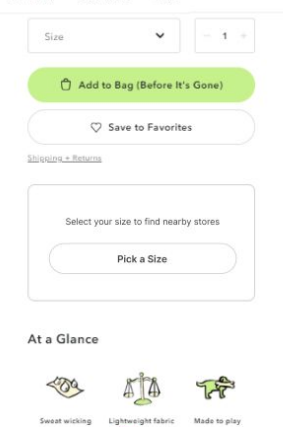 Size
- 1 +
Add to Bag (Before It's Gone)
Save to Favorites
Shipping + Returns
Select your size to find nearby stores
Pick a Size
At a Glance
Sweat wicking Lightweight fabric Made to play